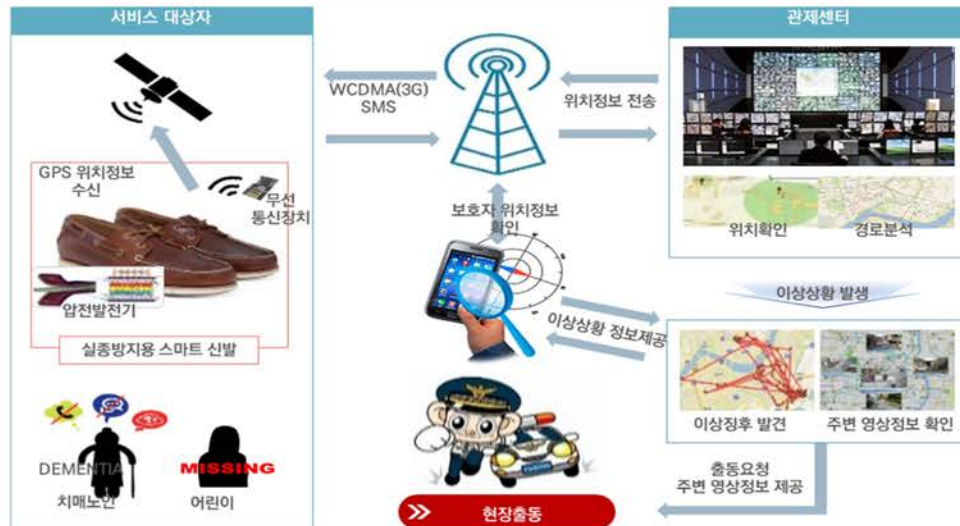 서비스 대상자
관제센터
WCDMA(3G)
SMS
위치정보 전송
GPS 위치정보
수신
무선
통신장치
보호자 위치정보
확인
위치확인
경로분석
압전발전기
이상상황 발생
이상상황 정보제공
실종방지용 스마트 신발
이상징후 발견
주변 영상정보 확인
DEMENTIA
MISSING
치매노인
어린이
출동요청
주변 영상정보 제공
현장출동